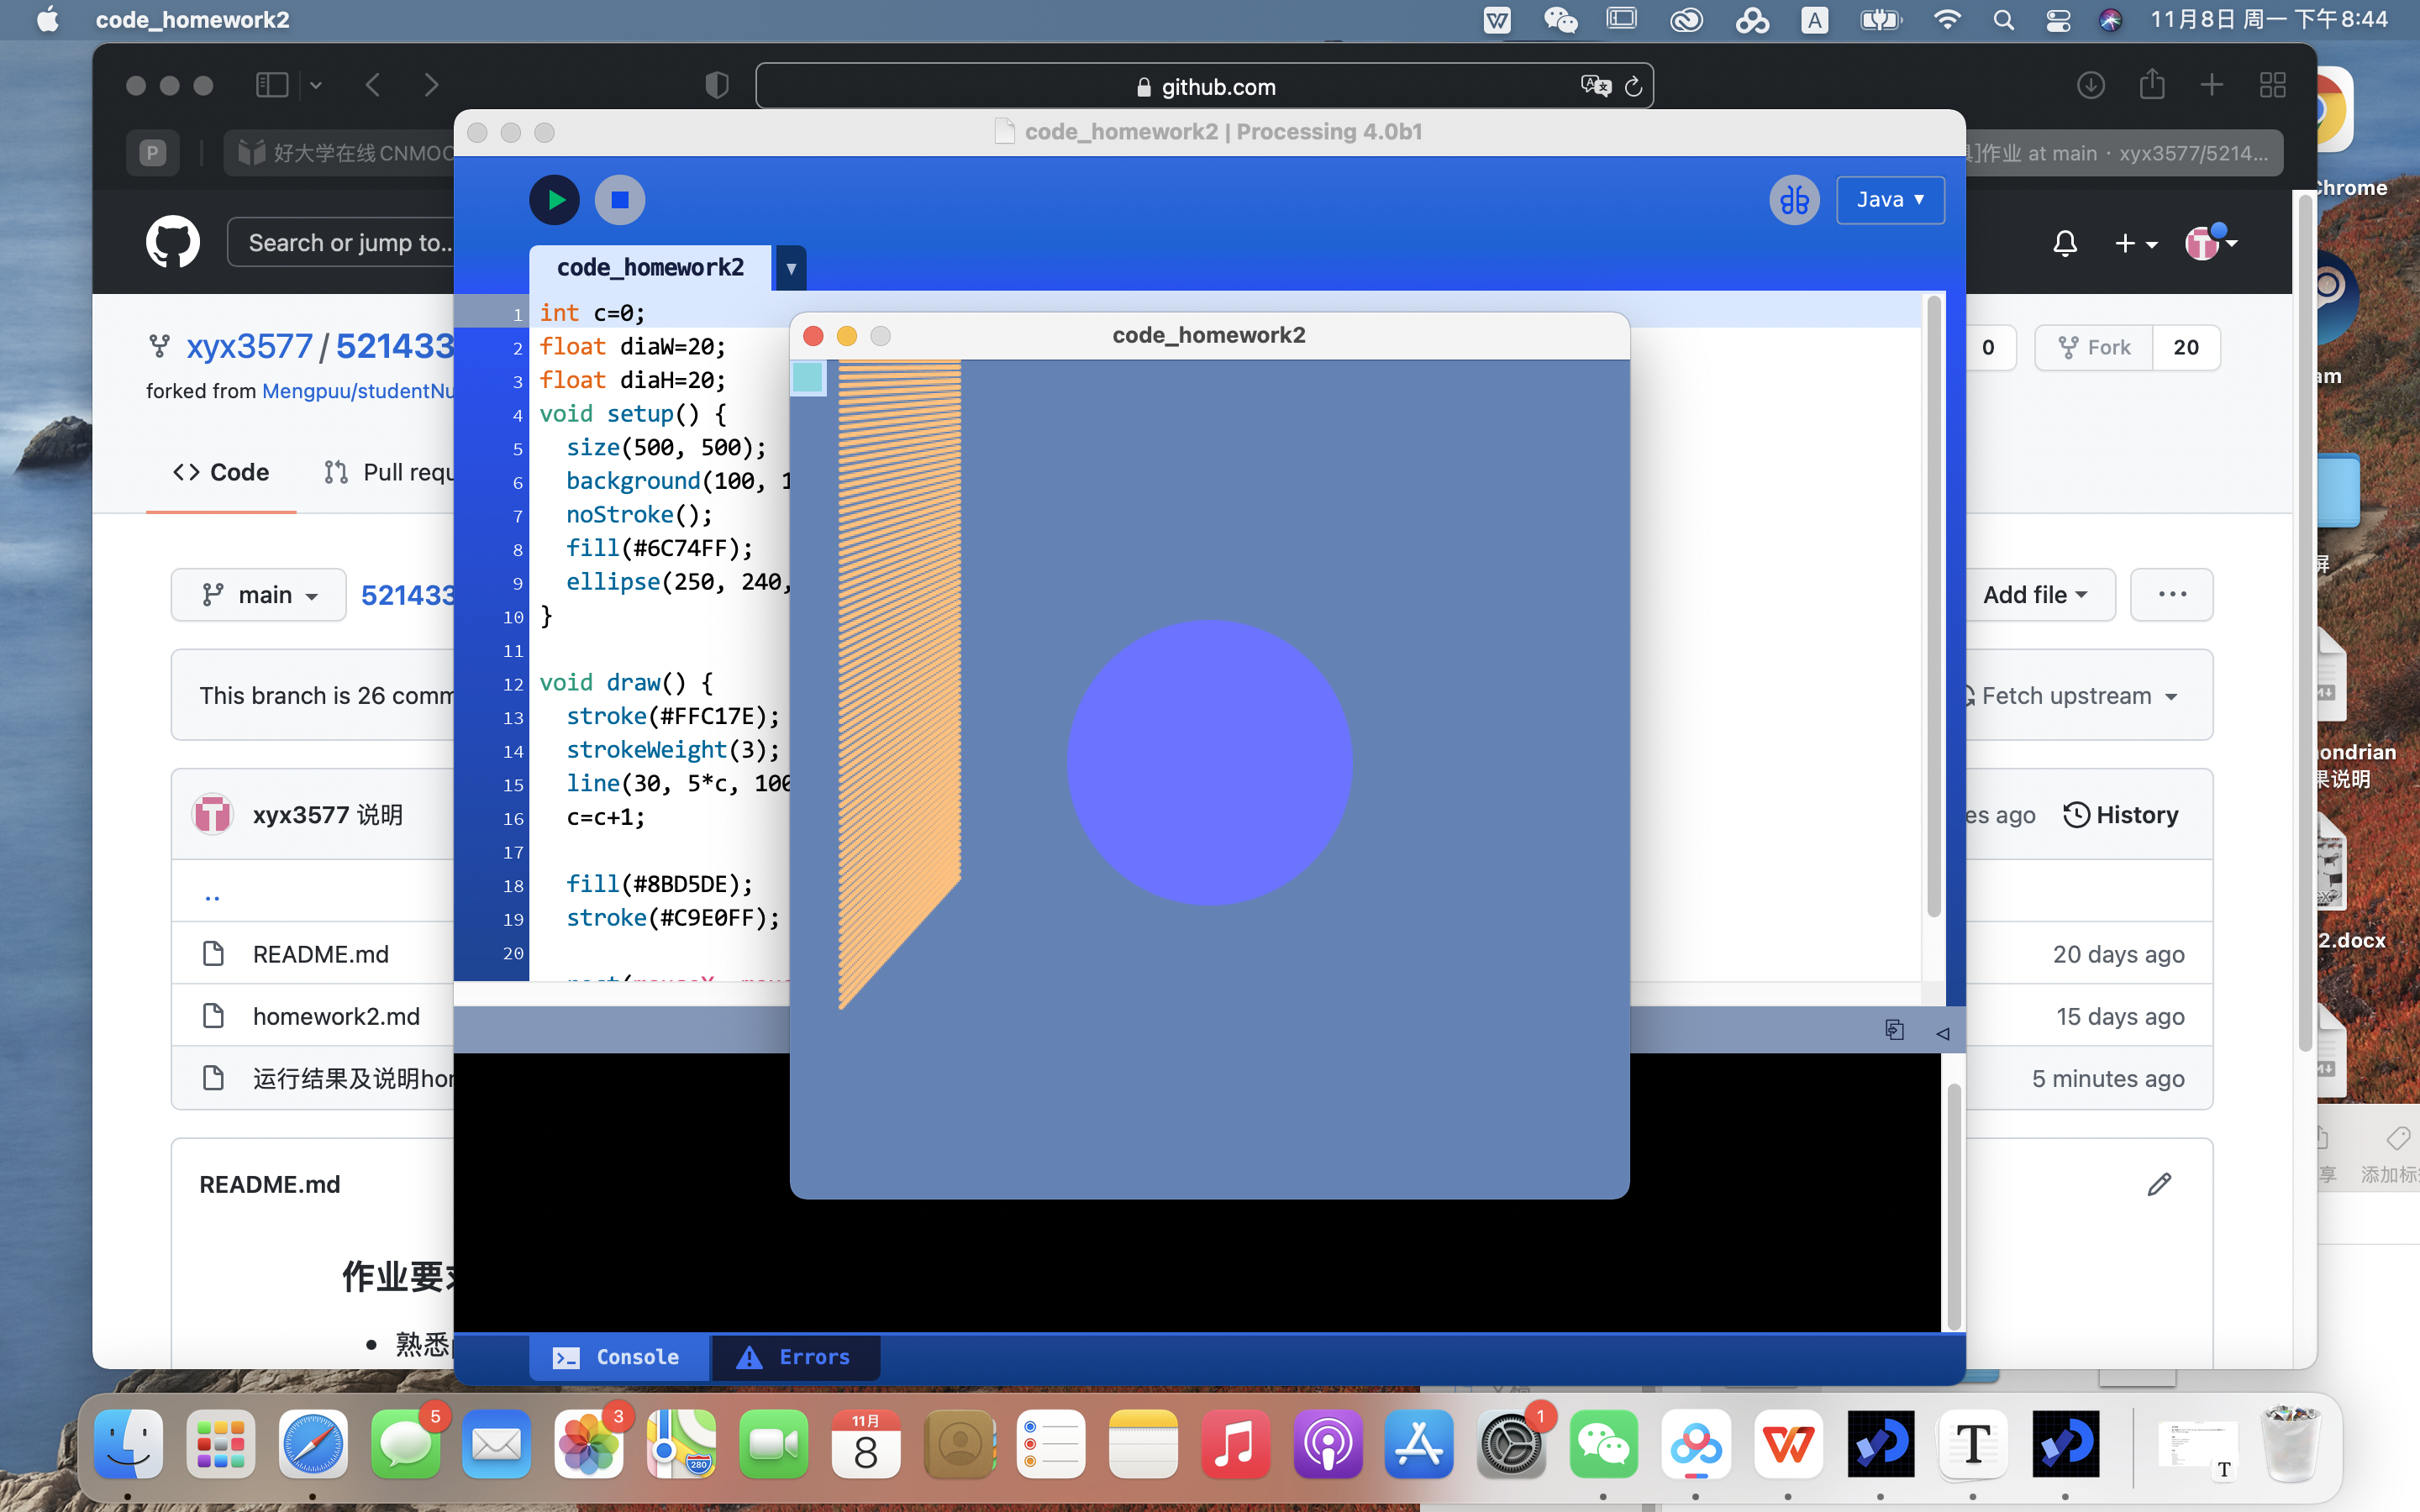 code_homework2
11月8日 周一 下午8:44
github.com
code_homework2 | Processing 4.0b1
P
好大学在线CNMOC
作业 at main · xyx3577/5214...
Chrome
Search or jump to...
Java
code_homework2
xyx3577 / 521433
forked from Mengpuu/studentNu
0
Fork
20
1 int c=0;
2 float diaW=20;
3 float diaH=20;
4 void setup() {
5 size(500, 500);
6 background(100, 1
7 noStroke();
8 fill(#6C74FF);
9 ellipse(250, 240,
10 }
11
12 void draw() {
13 stroke(#FFC17E);
14 strokeWeight(3);
15 line(30, 5*c, 100
16 c=c+1;
17
18 fill(#8BD5DE);
19 stroke(#C9E0FF);
20
code_homework2
am
Code
Pull requ
屏
main
521433
Add file
...
This branch is 26 comm
Fetch upstream
ondrian
果说明
xyx3577 说明
es ago
History
..
2.docx
README.md
20 days ago
homework2.md
15 days ago
运行结果及说明hor
5 minutes ago
享
添加标
README.md
作业要求
熟悉
Console
Errors
5
3
280
11月
8
1
T
T